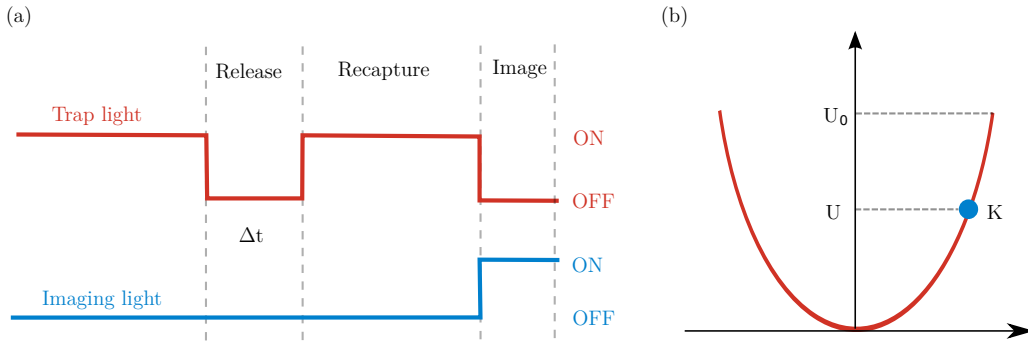 (a)
Release
Recapture
Image
Trap light
ON
OFF
Δt
Imaging light
ON
OFF
(b)
U₀
U
K